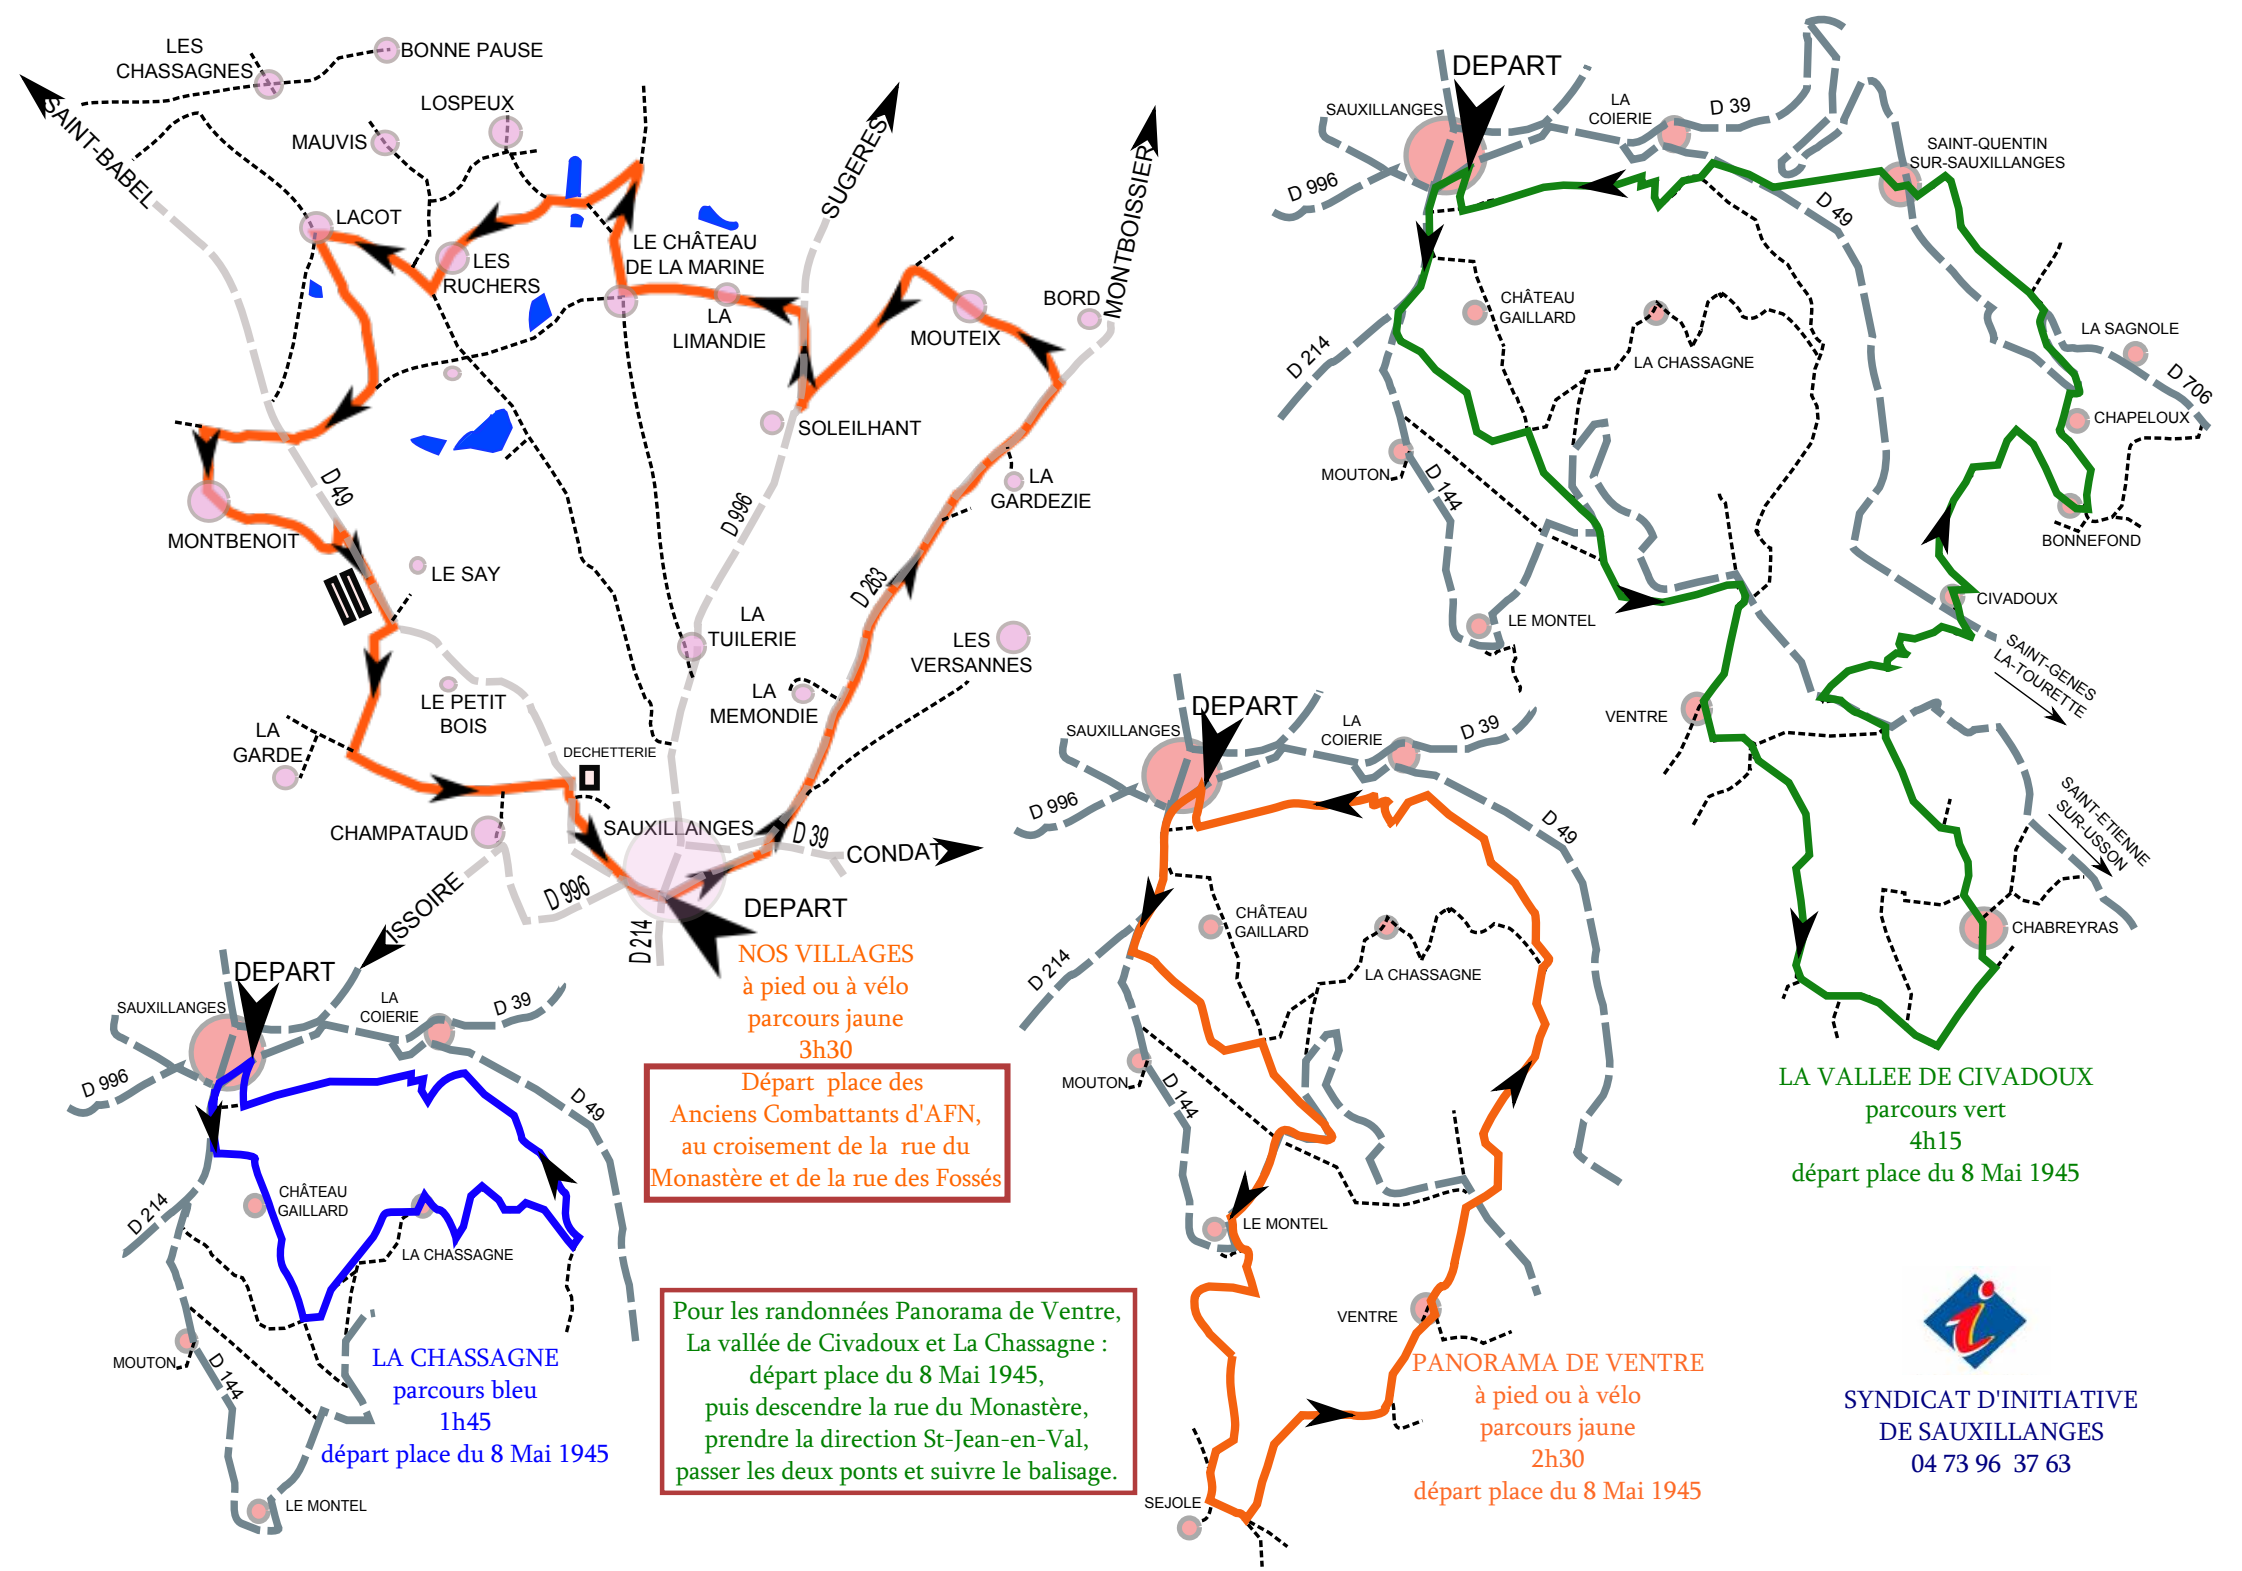 LES
CHASSAGNES
BONNE PAUSE
LOSPEUX
MAUVIS
SAINT-BABEL
LACOT
LES
RUCHERS
LE CHÂTEAU
DE LA MARINE
LA
LIMANDIE
SUGERES
MONTBOISSIER
BORD
MOUTEIX
SOLEILHANT
LA
GARDEZIE
D 49
D 996
D 263
MONTBENOIT
LE SAY
LA
TUILERIE
LES
VERSANNES
LA
MEMONDIE
LE PETIT
BOIS
LA
GARDE
DECHETTERIE
CHAMPATAUD
SAUXILLANGES
D 39
CONDAT
ISSOIRE
D 996
D 214
DEPART
NOS VILLAGES
à pied ou à vélo
parcours jaune
3h30
Départ place des
Anciens Combattants d'AFN,
au croisement de la rue du
Monastère et de la rue des Fossés
DEPART
SAUXILLANGES
LA
COIERIE
D 39
D 996
D 49
CHÂTEAU
GAILLARD
D 214
LA CHASSAGNE
MOUTON
D 144
LE MONTEL
LA CHASSAGNE
parcours bleu
1h45
départ place du 8 Mai 1945
Pour les randonnées Panorama de Ventre,
La vallée de Civadoux et La Chassagne :
départ place du 8 Mai 1945,
puis descendre la rue du Monastère,
prendre la direction St-Jean-en-Val,
passer les deux ponts et suivre le balisage.
DEPART
SAUXILLANGES
LA
COIERIE
D 39
D 996
D 49
CHÂTEAU
GAILLARD
D 214
LA CHASSAGNE
MOUTON
D 144
LE MONTEL
VENTRE
SEJOLE
PANORAMA DE VENTRE
à pied ou à vélo
parcours jaune
2h30
départ place du 8 Mai 1945
DEPART
SAUXILLANGES
LA
COIERIE
D 39
SAINT-QUENTIN
SUR-SAUXILLANGES
D 996
D 49
CHÂTEAU
GAILLARD
LA CHASSAGNE
D 214
LA SAGNOLE
D 706
CHAPELOUX
MOUTON
D 144
BONNEFOND
CIVADOUX
LE MONTEL
SAINT-GENES
LA-TOURETTE
VENTRE
SAINT-ETIENNE
SUR-USSON
CHABREYRAS
LA VALLEE DE CIVADOUX
parcours vert
4h15
départ place du 8 Mai 1945
i
SYNDICAT D'INITIATIVE
DE SAUXILLANGES
04 73 96 37 63